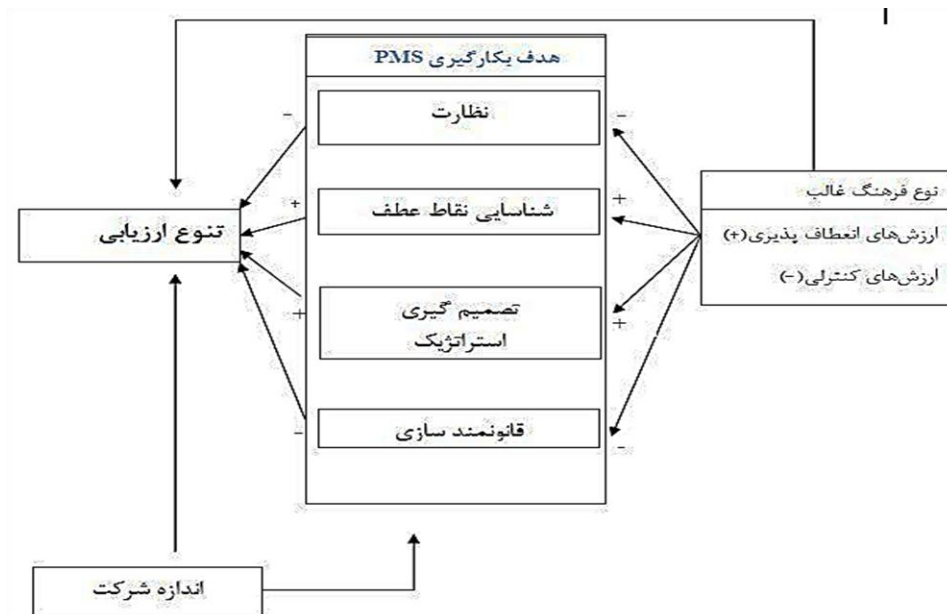 هدف بکارگیری PMS
نظارت
شناسایی نقاط عطف
تصمیم گیری
استراتژیک
قانونمند سازی
نوع فرهنگ غالب
ارزش‌های انعطاف پذیری(+)
ارزش‌های کنترلی(-)
تنوع ارزیابی
اندازه شرکت
-
+
+
-
-
+
+
-